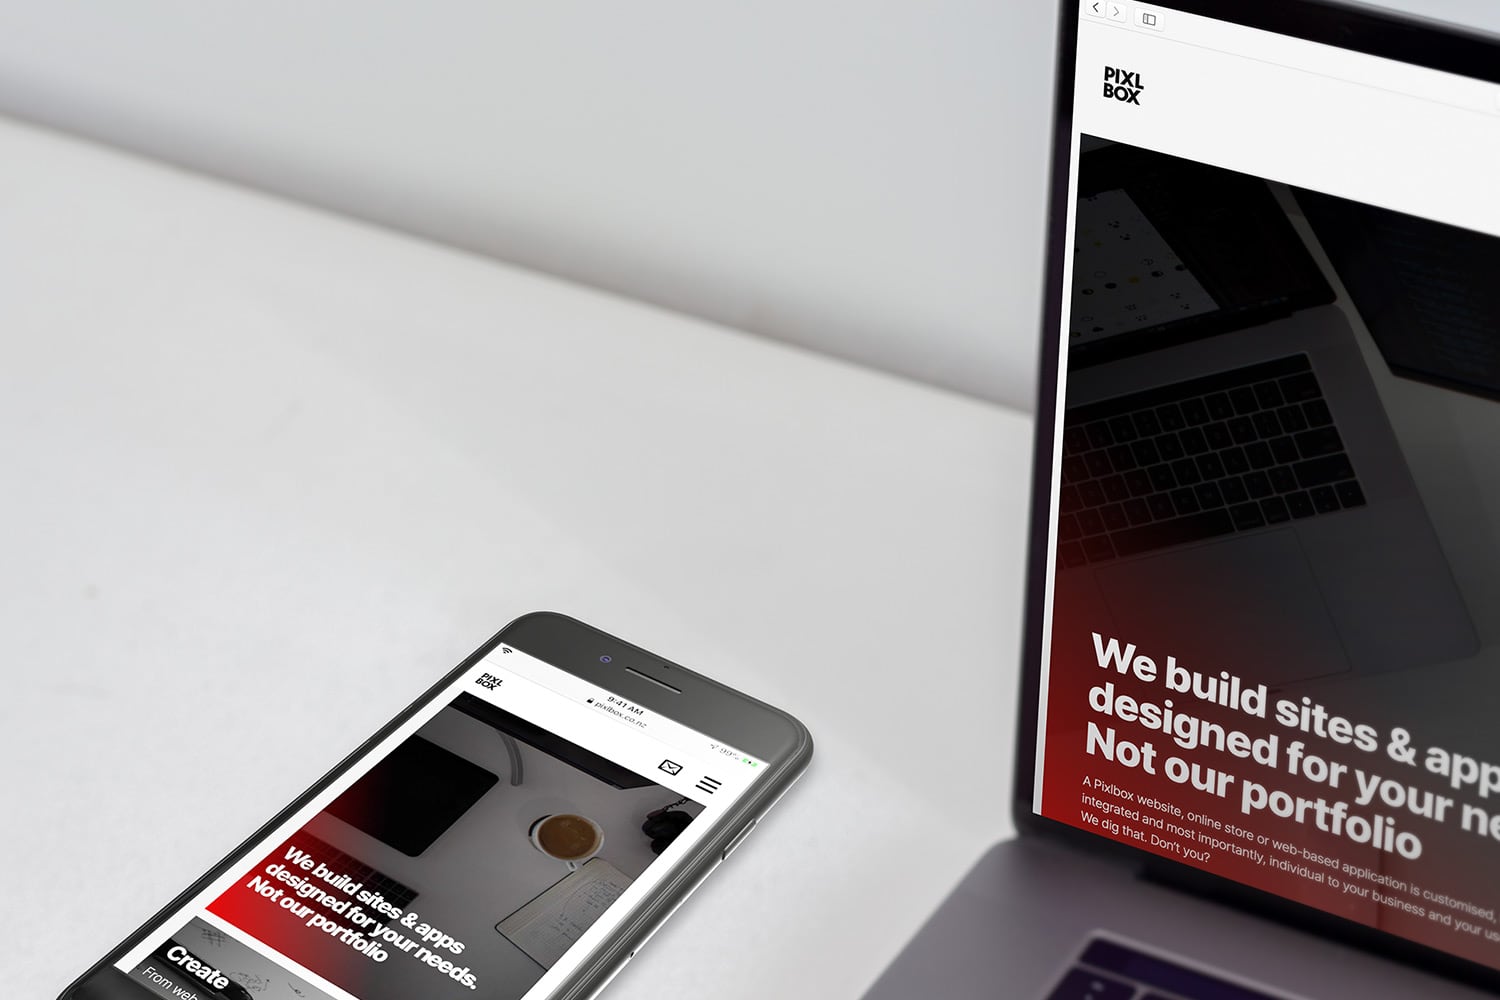 PIXL
BOX
We build sites & app
designed for your ne
Not our portfolio
A Pixlbox website, online store or web-based application is customised,
integrated and most importantly, individual to your business and your us
We dig that. Don't you?
9:41 AM
pixlbox.co.nz
99%
PIXL
BOX
We build sites & apps
designed for your needs.
Not our portfolio
Create
From web